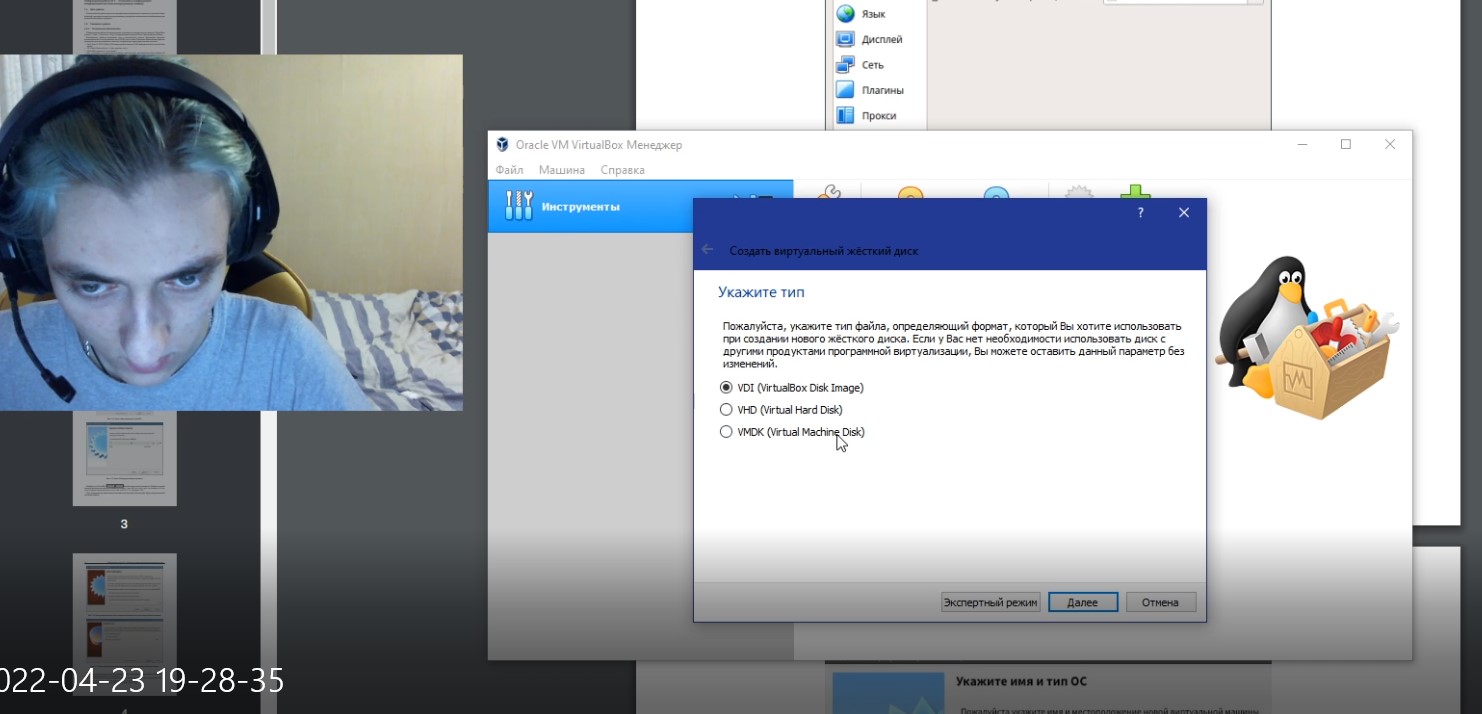 Язык
Дисплей
Сеть
Плагины
Прокси
Oracle VM VirtualBox Менеджер
Файл Машина Справка
Инструменты
?
Создать виртуальный жёсткий диск
Укажите тип
Пожалуйста, укажите тип файла, определяющий формат, который Вы хотите использовать
при создании нового жёсткого диска. Если у Вас нет необходимости использовать диск с
другими продуктами программной виртуализации, Вы можете оставить данный параметр без
изменений.
VDI (VirtualBox Disk Image)
VHD (Virtual Hard Disk)
VMDK (Virtual Machine Disk)
Экспертный режим Далее Отмена
3
022-04-23 19-28-35
Укажите имя и тип ОС
Пожалуйста укажите имя и местоположение новой виртуальной машины